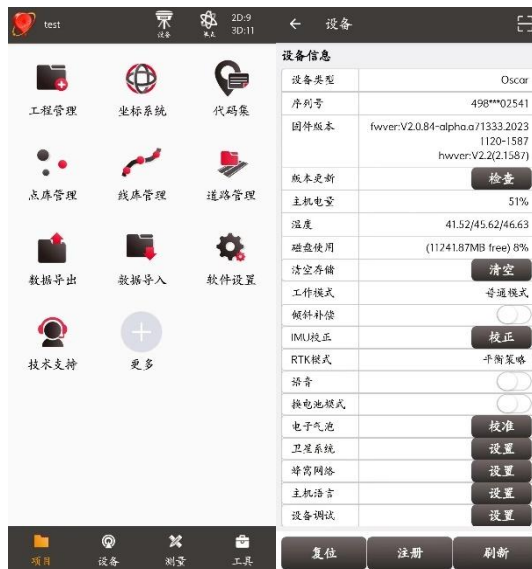 test
设备
状态
2D:9
3D:11
工程管理
坐标系统
代码集
点库管理
线库管理
道路管理
数据导出
数据导入
软件设置
技术支持
更多
项目
设备
测量
工具
设备
设备信息
设备类型 Oscar
序列号 498***02541
固件版本 fwver:V2.0.84-alpha.a71333.2023
1120-1587
hwver:V2.2(2.1587)
版本更新 检查
主机电量 51%
温度 41.52/45.62/46.63
磁盘使用 (11241.87MB free) 8%
清空存储 清空
工作模式 普通模式
倾斜补偿
IMU校正 校正
RTK模式 平衡策略
语音
换电池模式
电子气泡 校准
卫星系统 设置
蜂窝网络 设置
主机语言 设置
设备调试 设置
复位 注册 刷新